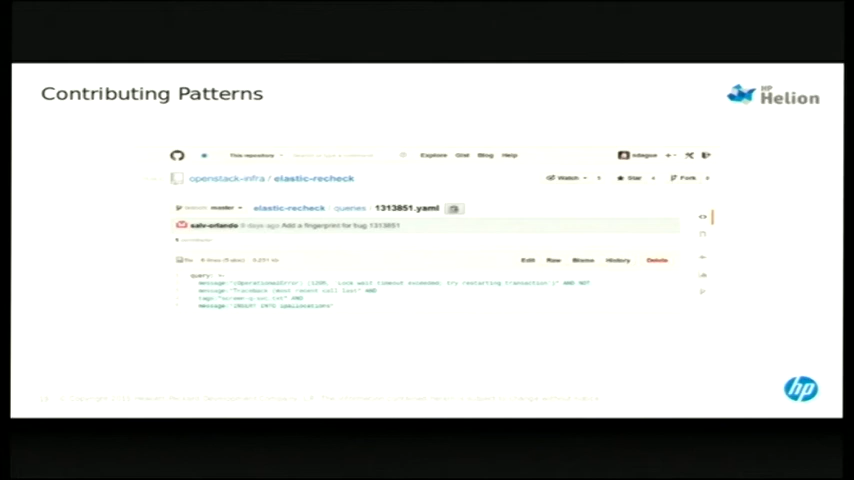 Contributing Patterns
HP
Helion
This repository
Explore Gist Blog Help
openstack-infra / elastic-recheck
Watch
Star
Fork
master
elastic-recheck / queries / 1313851.yaml
salv-orlando 9 days ago Add a fingerprint for bug 1313851
Edit Raw Blame History Delete
query: >-
message:"(OperationalError) (1205, 'Lock wait timeout exceeded; try restarting transaction')" AND NOT
message:"Traceback (most recent call last" AND
tags:"screen-q-svc.txt" AND
message:"INSERT INTO ipallocations"
hp